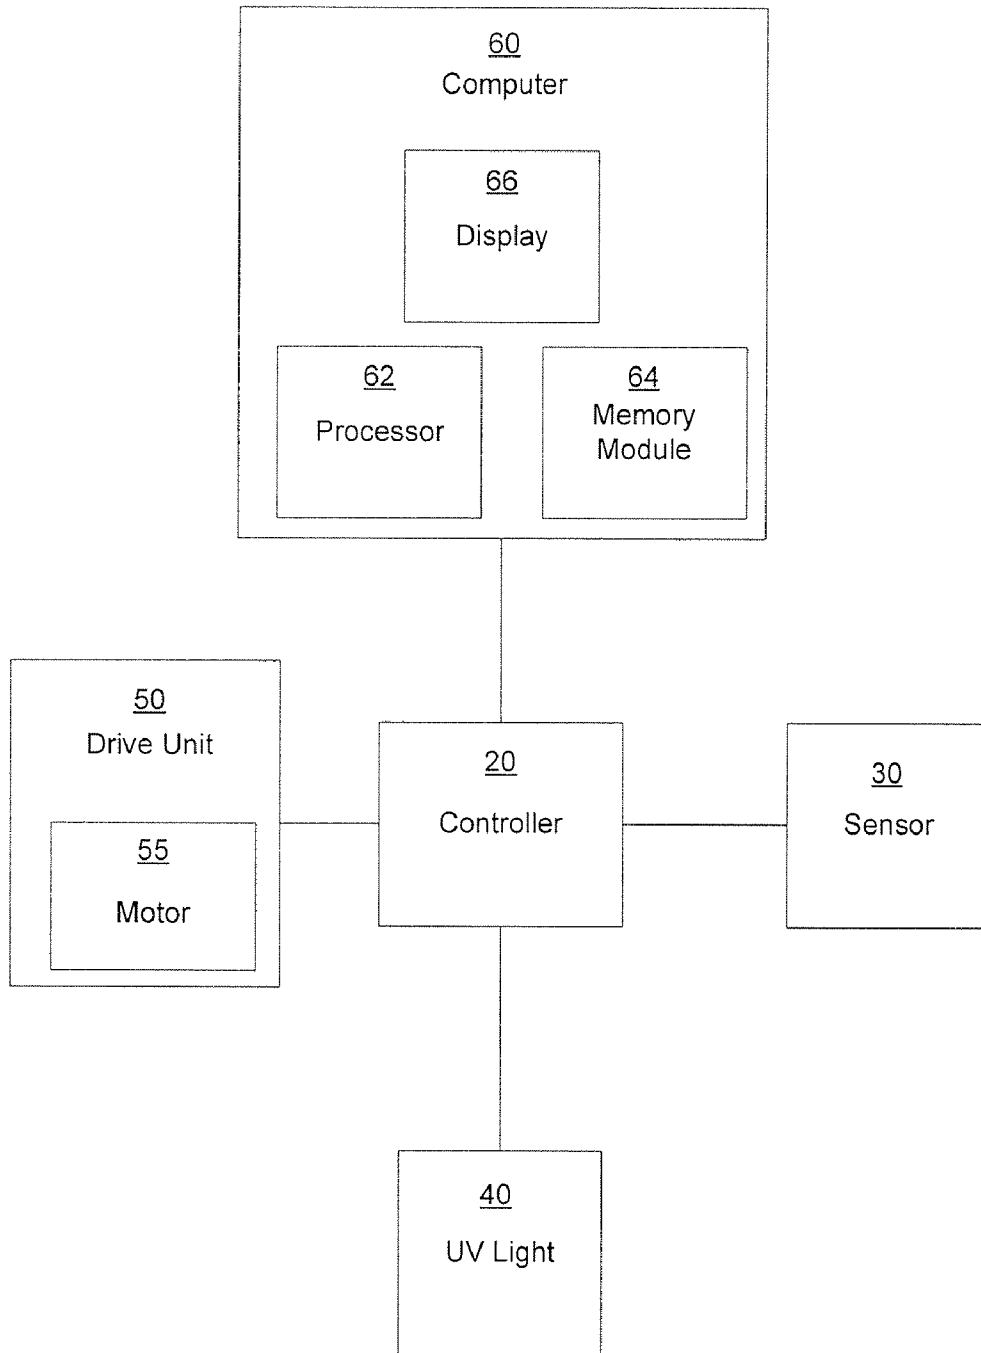 60
Computer
66
Display
62
Processor
64
Memory
Module
50
Drive Unit
55
Motor
20
Controller
30
Sensor
40
UV Light